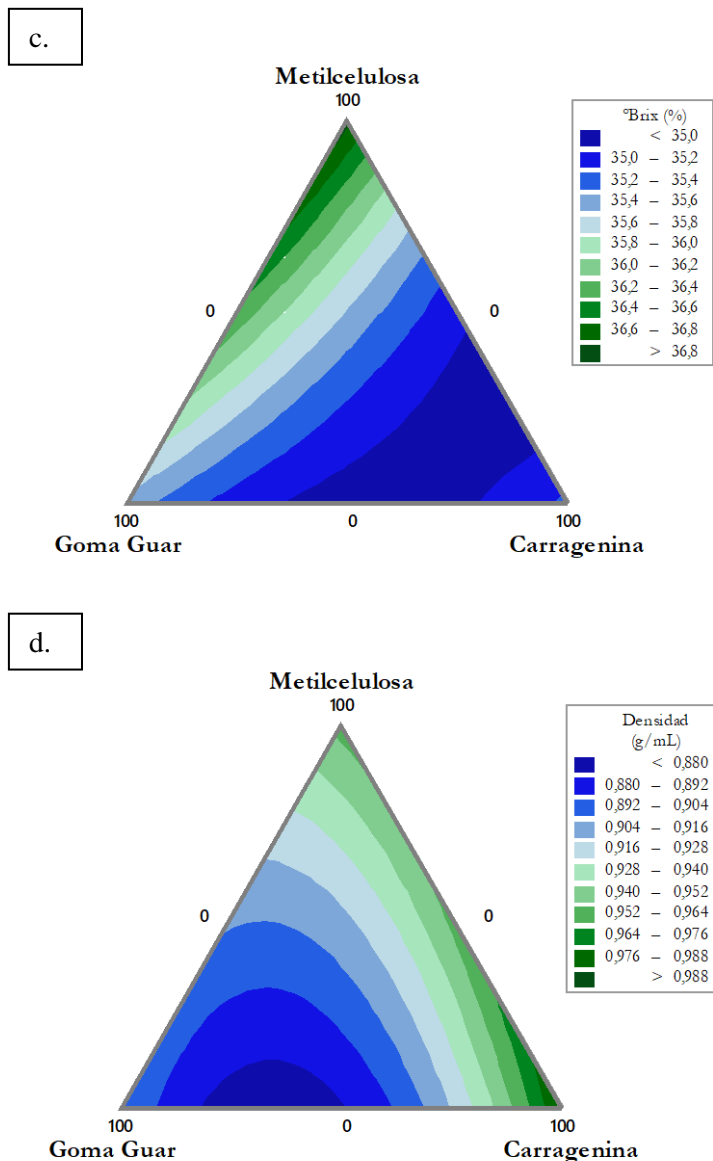 c.
Metilcelulosa
100
°Brix (%)
< 35,0
35,0 – 35,2
35,2 – 35,4
35,4 – 35,6
35,6 – 35,8
35,8 – 36,0
36,0 – 36,2
36,2 – 36,4
36,4 – 36,6
36,6 – 36,8
> 36,8
0 0
100 0 100
Goma Guar Carragenina
d.
Metilcelulosa
100
Densidad
(g/mL)
< 0,880
0,880 – 0,892
0,892 – 0,904
0,904 – 0,916
0,916 – 0,928
0,928 – 0,940
0,940 – 0,952
0,952 – 0,964
0,964 – 0,976
0,976 – 0,988
> 0,988
0 0
100 0 100
Goma Guar Carragenina